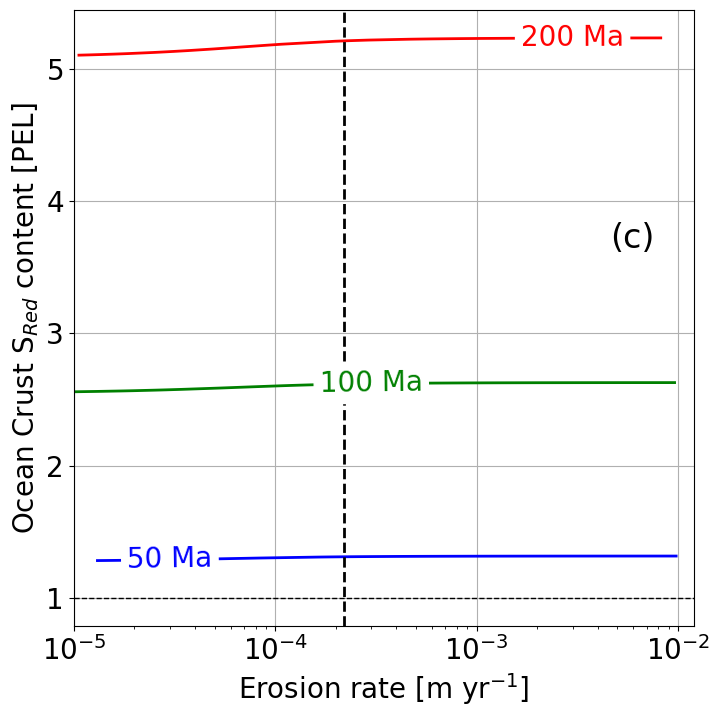 200 Ma
5
4
(c)
3
100 Ma
2
50 Ma
1
10⁻⁵ 10⁻⁴ 10⁻³ 10⁻²
Erosion rate [m yr⁻¹]
Ocean Crust S_Red content [PEL]